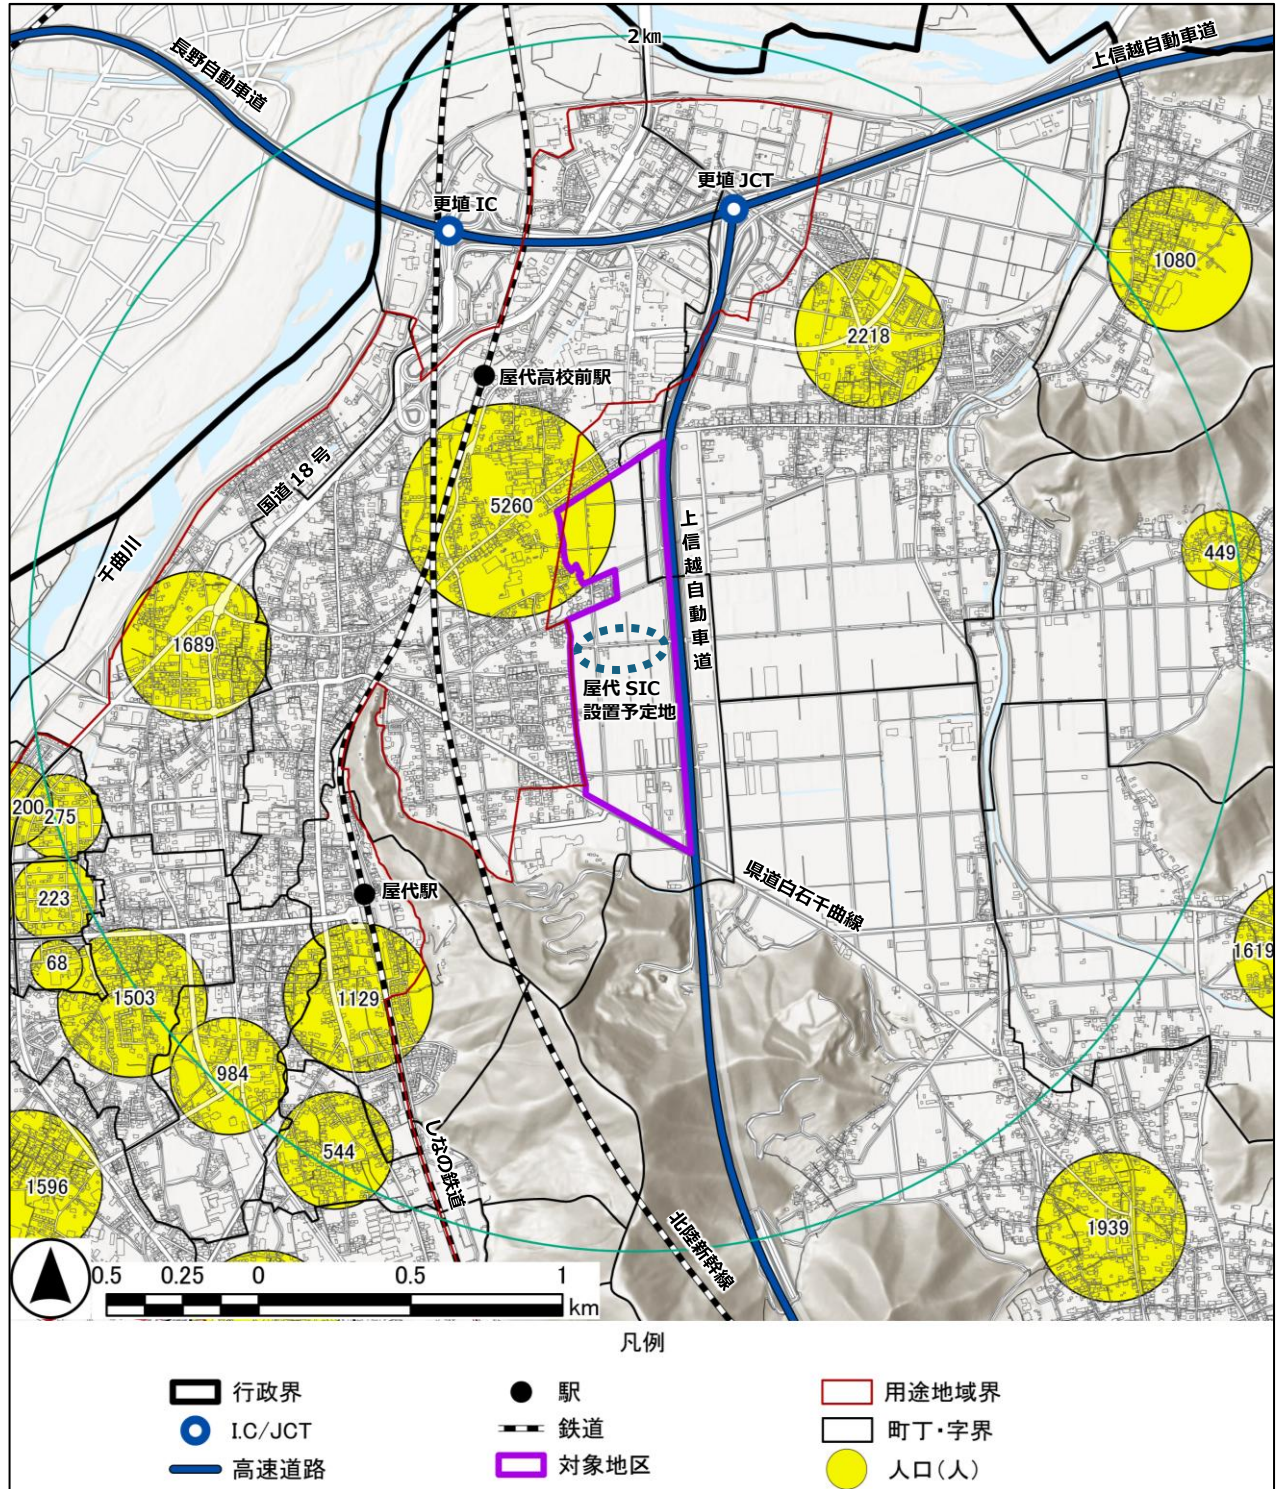 2km
長野自動車道
上信越自動車道
更埴 JCT
更埴 IC
1080
2218
屋代高校前駅
国道18号
5260
千曲川
上信越自動車道
449
1689
屋代 SIC
設置予定地
200
275
県道白石千曲線
223
屋代駅
68
1619
1503
1129
984
544
しなの鉄道
1596
北陸新幹線
1939
0.5 0.25 0 0.5 1
km
凡例
行政界
駅
用途地域界
I.C/JCT
鉄道
町丁・字界
高速道路
対象地区
人口(人)